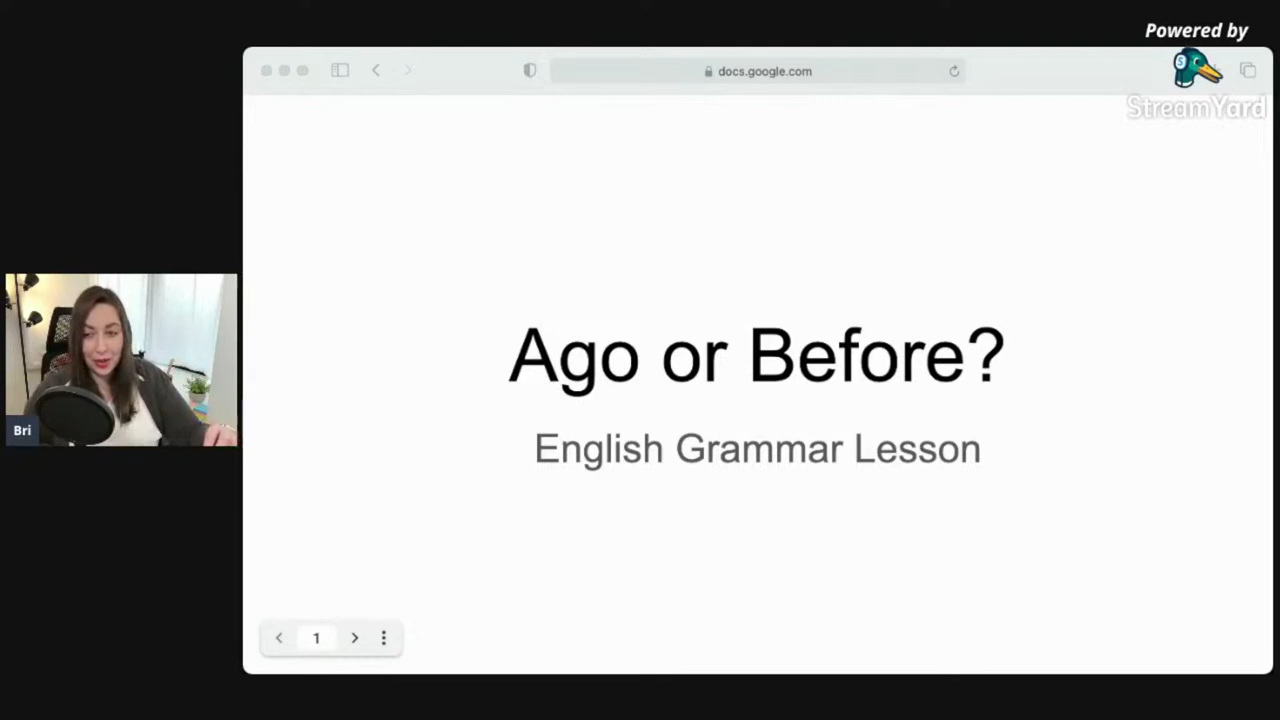 Powered by
docs.google.com
StreamYard
Ago or Before?
English Grammar Lesson
Bri
1